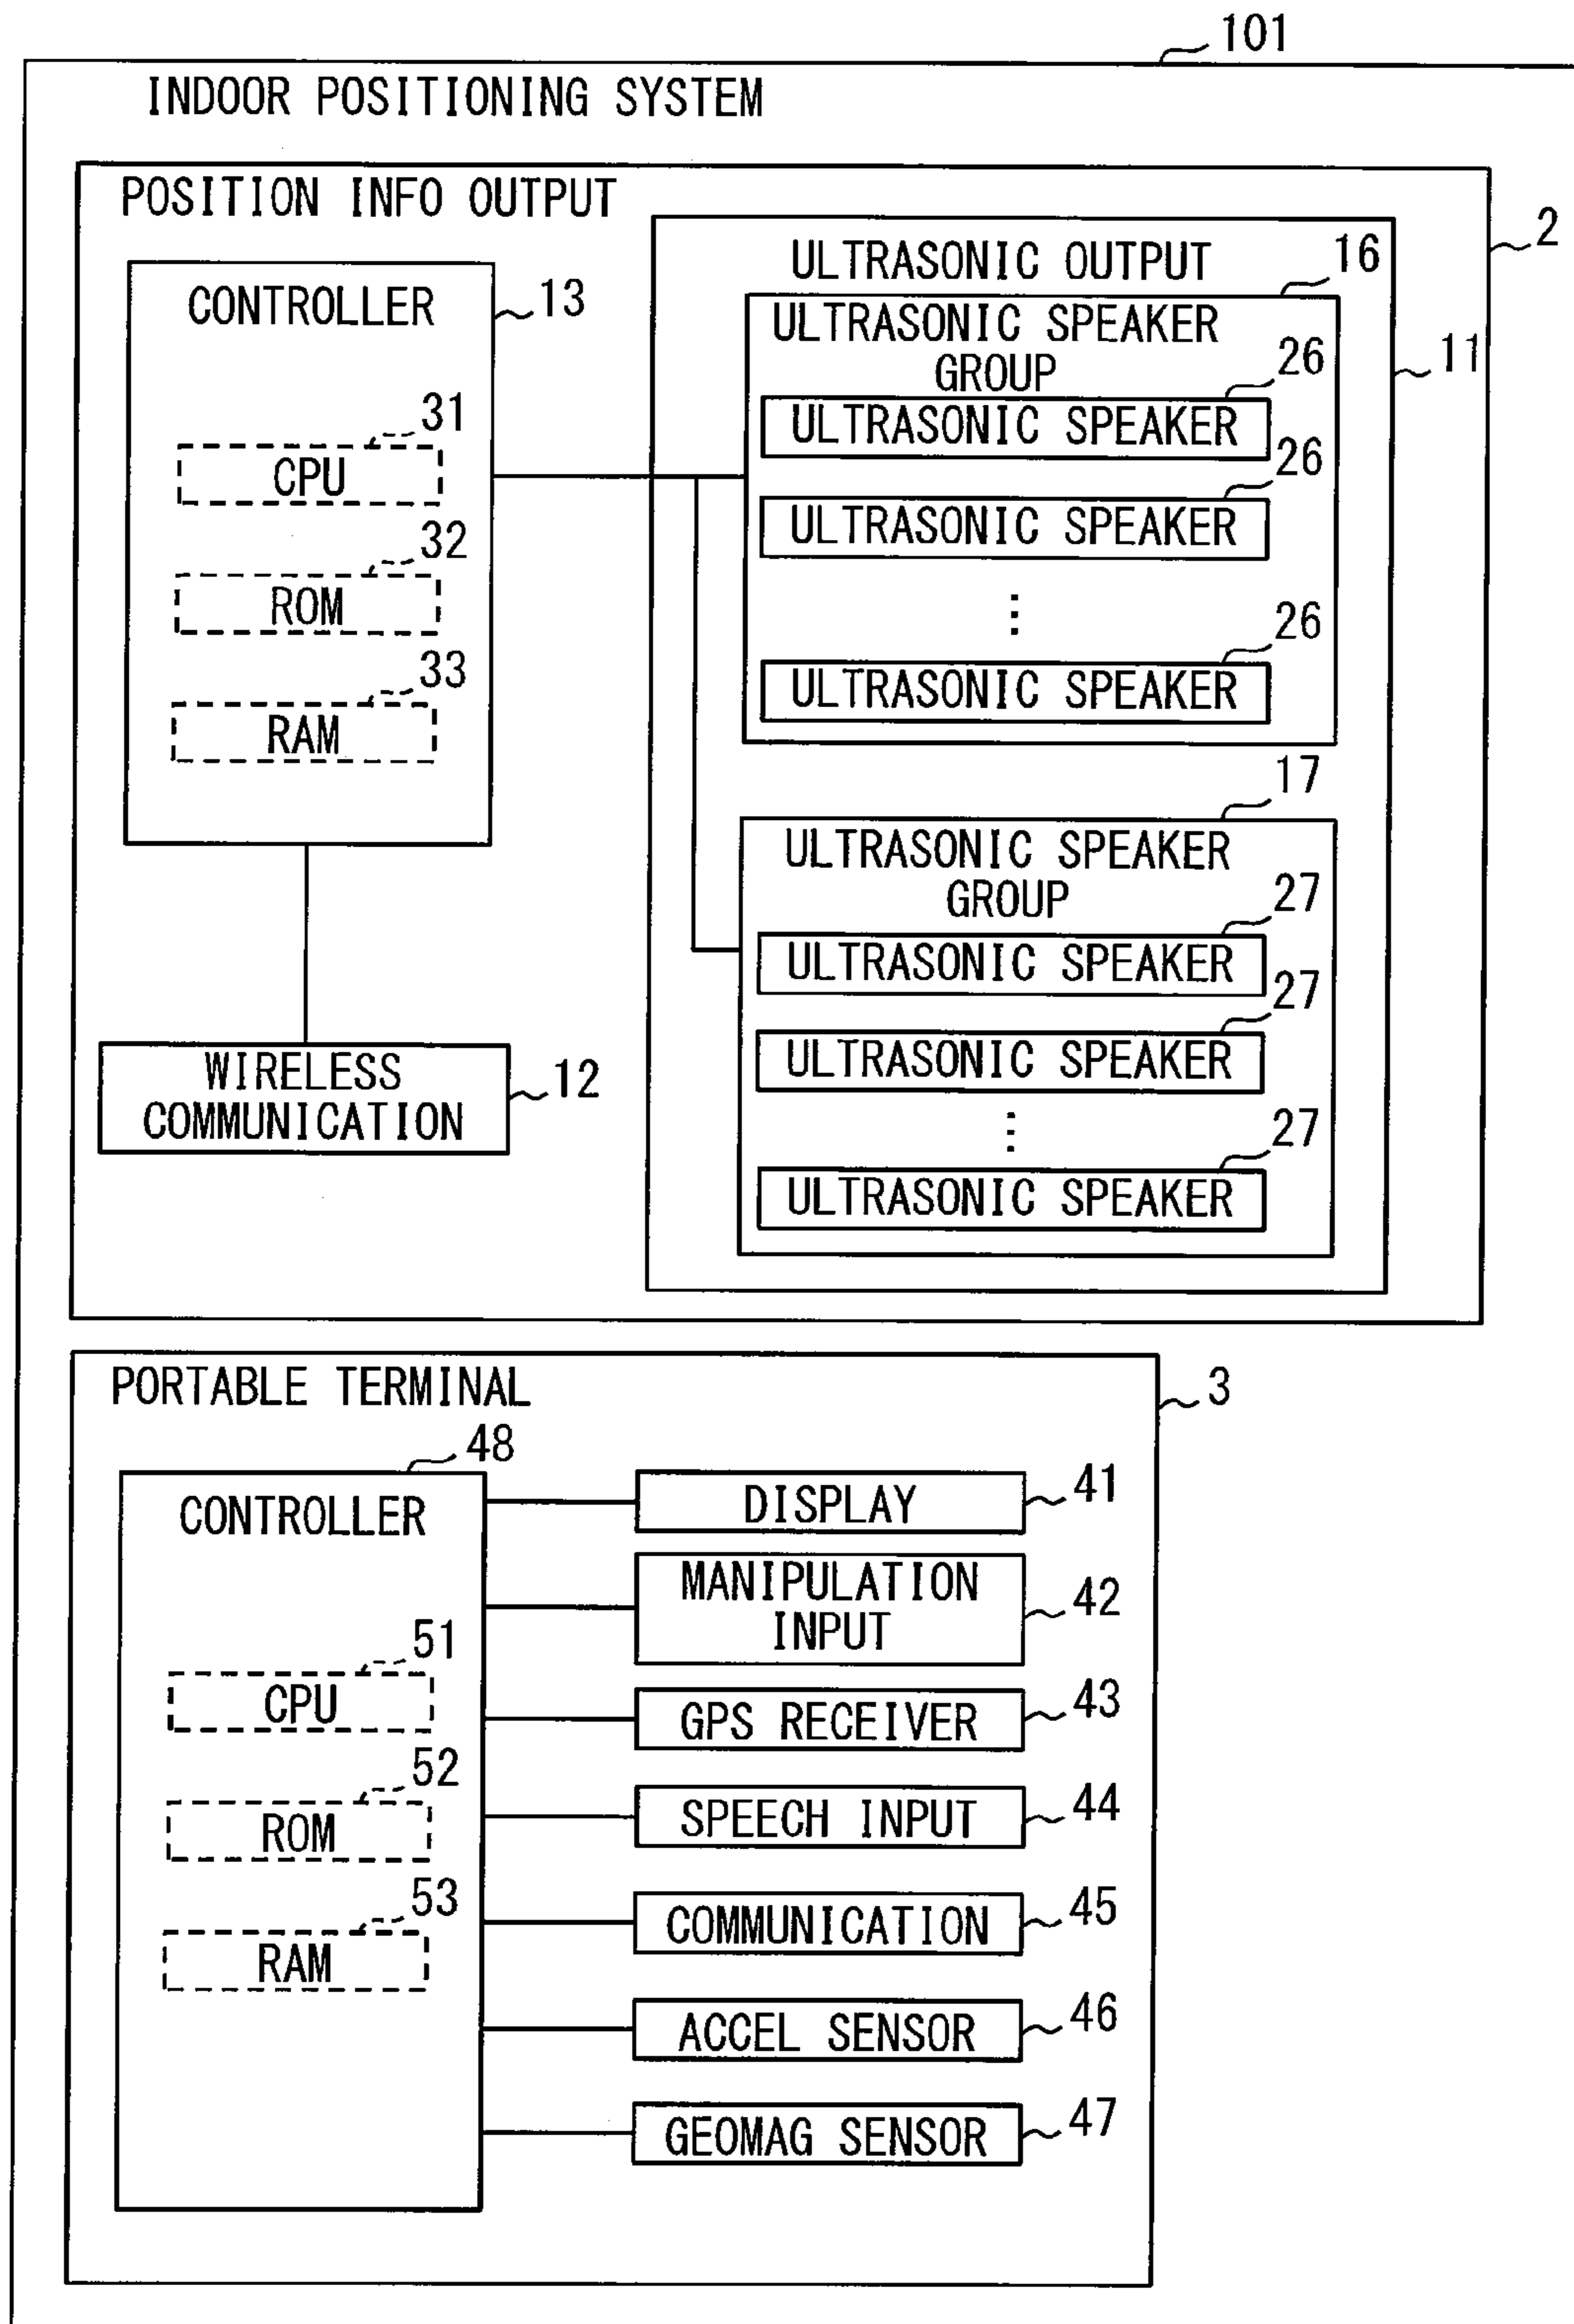 101
INDOOR POSITIONING SYSTEM
POSITION INFO OUTPUT
2
CONTROLLER
13
31
CPU
32
ROM
33
RAM
WIRELESS
COMMUNICATION
12
ULTRASONIC OUTPUT
11
16
ULTRASONIC SPEAKER
GROUP
26
ULTRASONIC SPEAKER
26
ULTRASONIC SPEAKER
⋮
26
ULTRASONIC SPEAKER
17
ULTRASONIC SPEAKER
GROUP
27
ULTRASONIC SPEAKER
27
ULTRASONIC SPEAKER
⋮
27
ULTRASONIC SPEAKER
PORTABLE TERMINAL
3
48
CONTROLLER
51
CPU
52
ROM
53
RAM
DISPLAY
41
MANIPULATION
INPUT
42
GPS RECEIVER
43
SPEECH INPUT
44
COMMUNICATION
45
ACCEL SENSOR
46
GEOMAG SENSOR
47